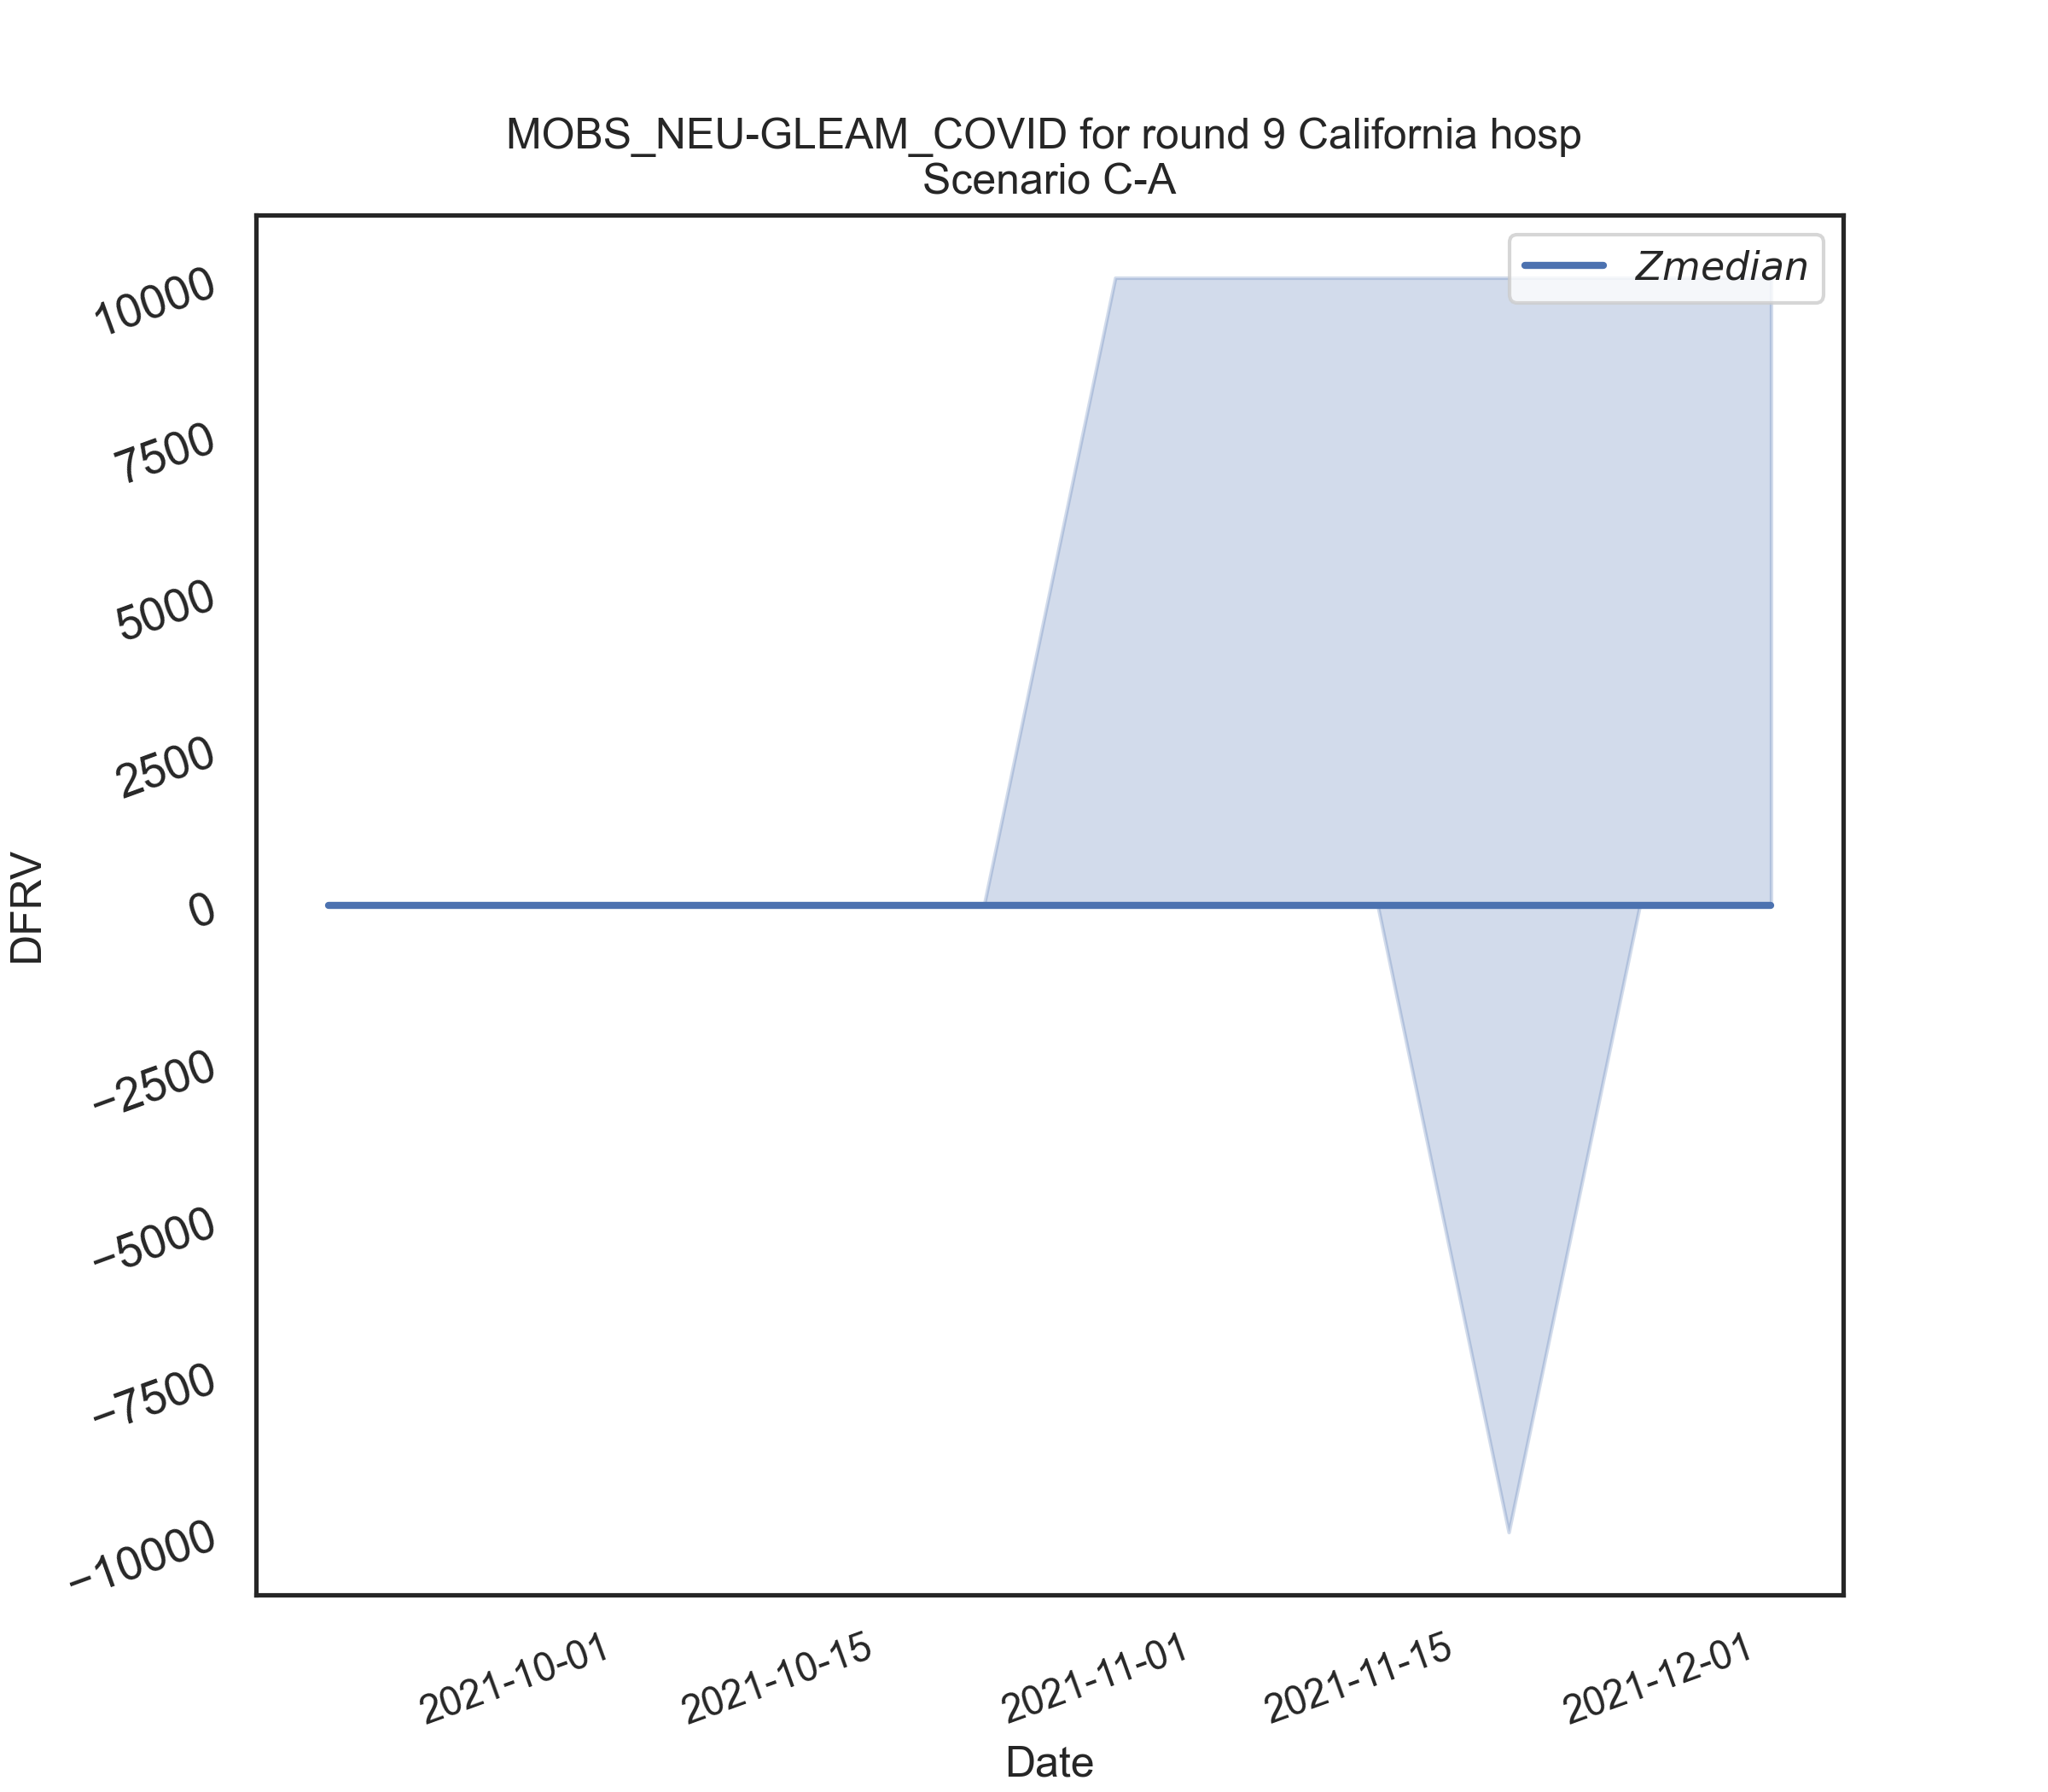 MOBS_NEU-GLEAM_COVID for round 9 California hosp
Scenario C-A
Zmedian
10000
7500
5000
2500
0
−2500
−5000
−7500
−10000
DFRV
2021-10-01
2021-10-15
2021-11-01
2021-11-15
2021-12-01
Date